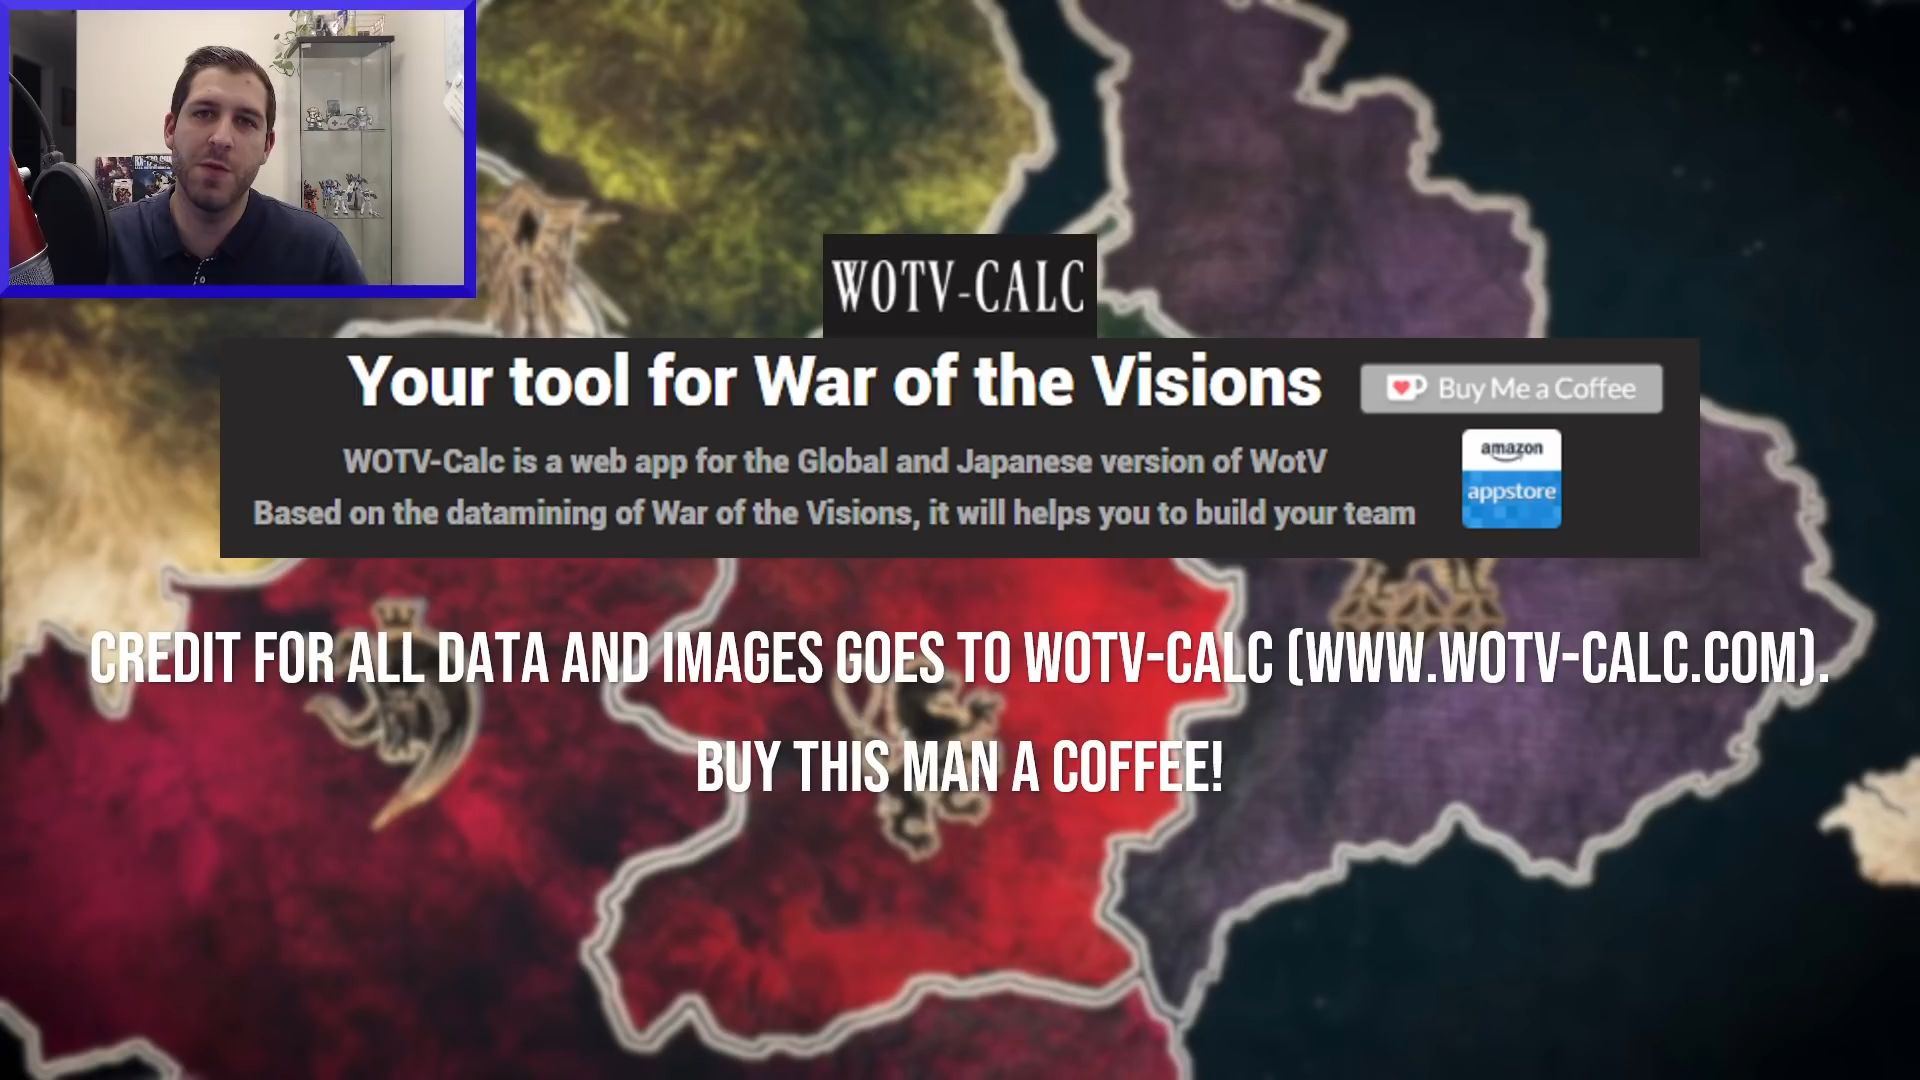 WOTV-CALC
Your tool for War of the Visions
Buy Me a Coffee
WOTV-Calc is a web app for the Global and Japanese version of WotV
amazon
appstore
Based on the datamining of War of the Visions, it will helps you to build your team
CREDIT FOR ALL DATA AND IMAGES GOES TO WOTV-CALC (WWW.WOTV-CALC.COM).
BUY THIS MAN A COFFEE!